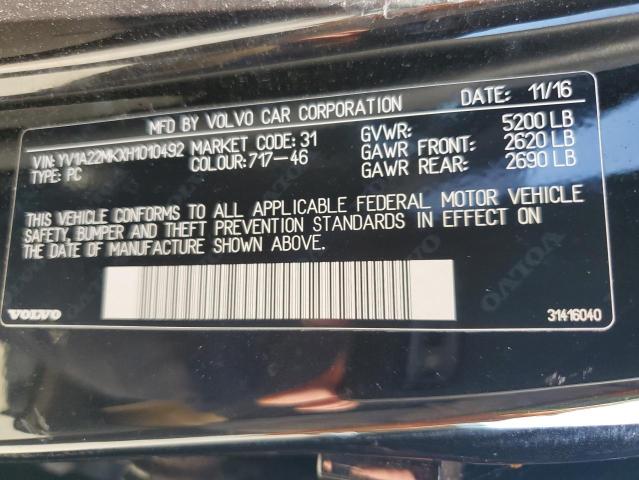 MFD BY VOLVO CAR CORPORATION DATE: 11/16
VIN: YV1A22MKXH1010492 MARKET CODE: 31 GVWR: 5200 LB
TYPE: PC COLOUR: 717-46 GAWR FRONT: 2620 LB
GAWR REAR: 2690 LB
THIS VEHICLE CONFORMS TO ALL APPLICABLE FEDERAL MOTOR VEHICLE
SAFETY, BUMPER AND THEFT PREVENTION STANDARDS IN EFFECT ON
THE DATE OF MANUFACTURE SHOWN ABOVE.
VOLVO 31416040